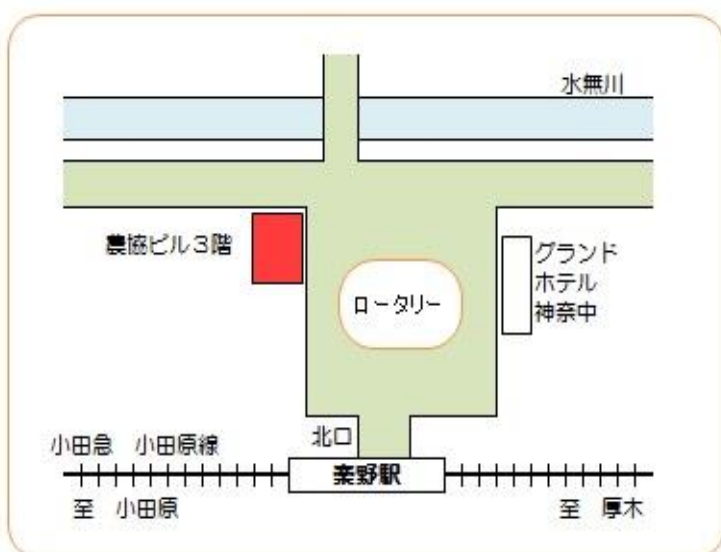 水無川
農協ビル３階
グランド
ホテル
神奈中
ロータリー
北口
小田急　小田原線
秦野駅
至　小田原
至　厚木